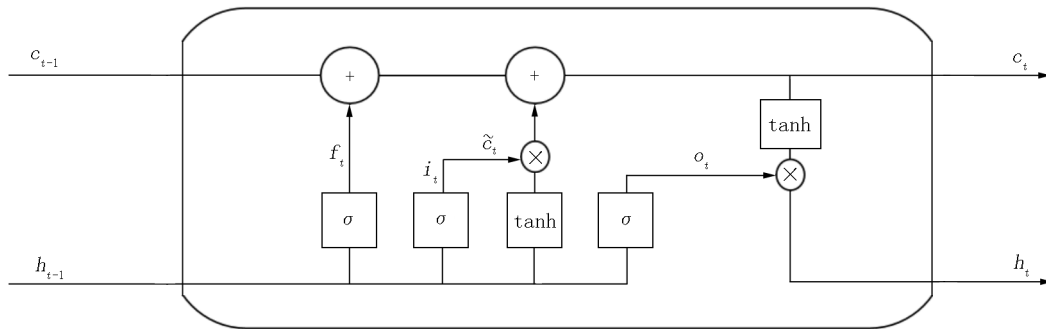 c_{t-1} + + c_t
tanh
f_t i_t c̃_t × o_t ×
σ σ tanh σ
h_{t-1} h_t